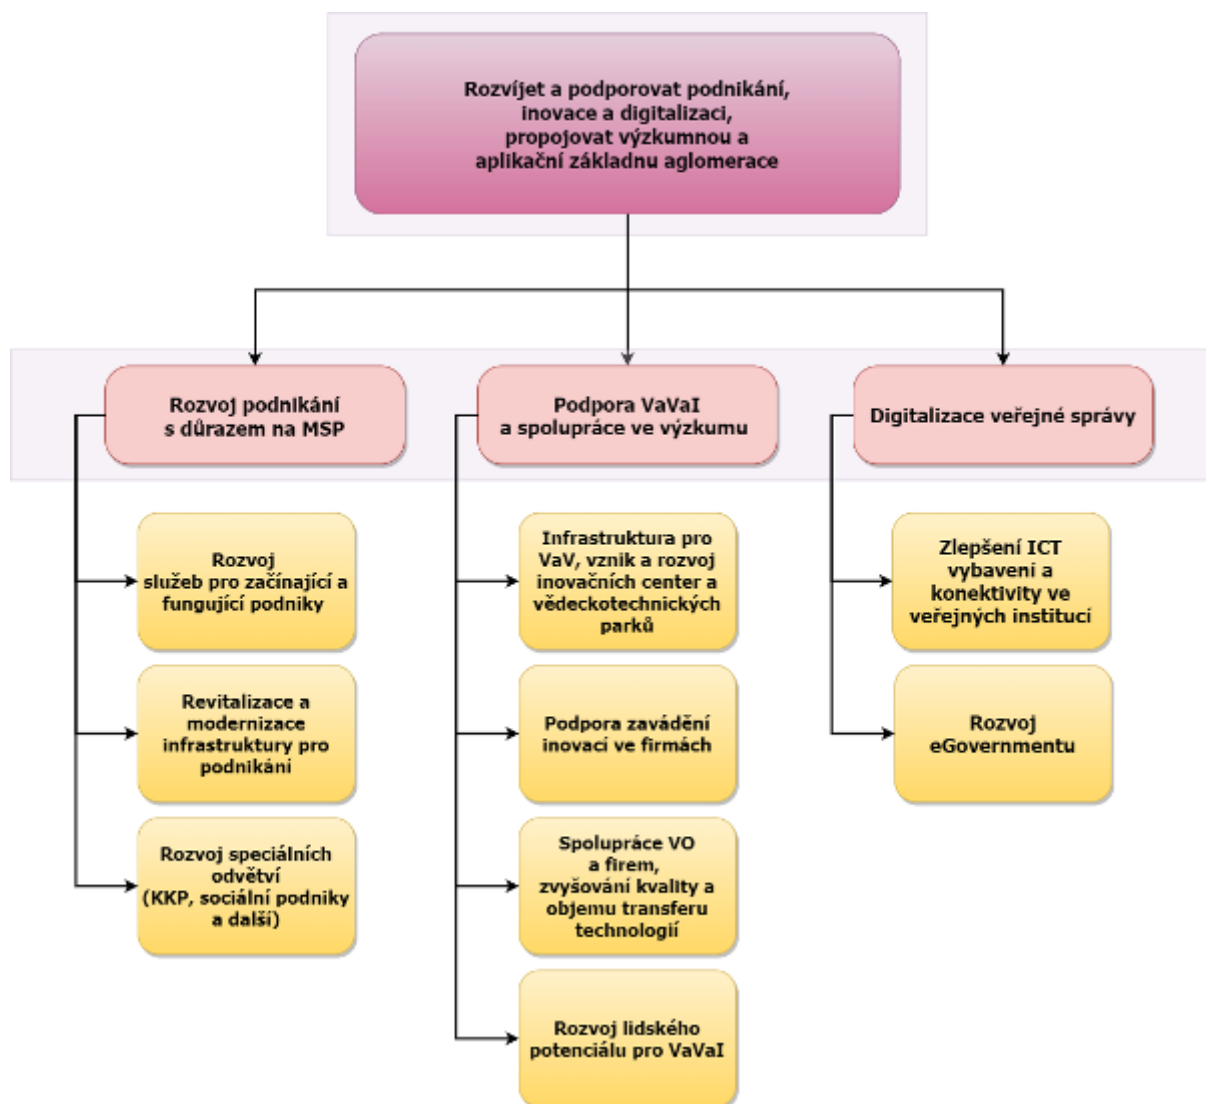 Rozvíjet a podporovat podnikání,
inovace a digitalizaci,
propojovat výzkumnou a
aplikační základnu aglomerace
Rozvoj podnikání
s důrazem na MSP
Podpora VaVaI
a spolupráce ve výzkumu
Digitalizace veřejné správy
Rozvoj
služeb pro začínající a
fungující podniky
Revitalizace a
modernizace
infrastruktury pro
podnikání
Rozvoj speciálních
odvětví
(KKP, sociální podniky
a další)
Infrastruktura pro
VaV, vznik a rozvoj
inovačních center a
vědeckotechnických
parků
Podpora zavádění
inovací ve firmách
Spolupráce VO
a firem,
zvyšování kvality a
objemu transferu
technologií
Rozvoj lidského
potenciálu pro VaVaI
Zlepšení ICT
vybavení a
konektivity ve
veřejných institucí
Rozvoj
eGovernmentu